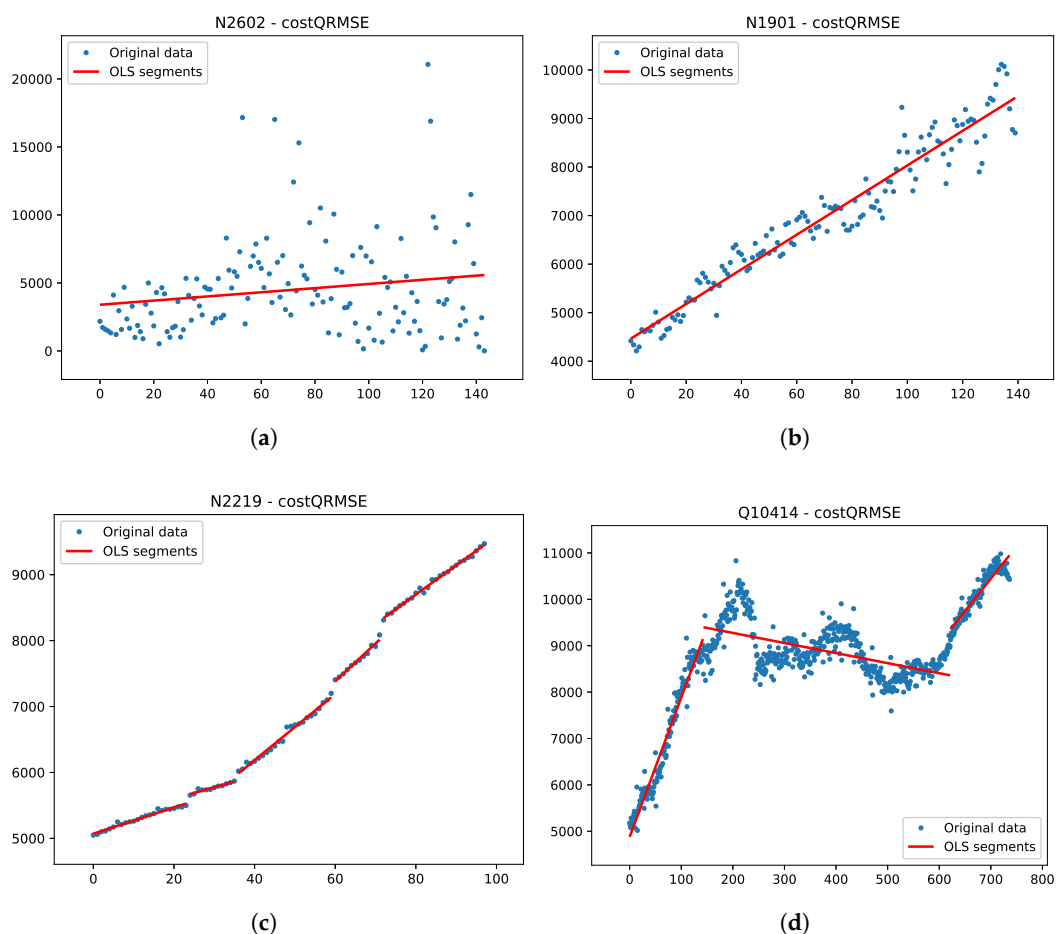 N2602 - costQRMSE
Original data
OLS segments
20000
15000
10000
5000
0
0 20 40 60 80 100 120 140
(a)
N1901 - costQRMSE
Original data
OLS segments
10000
9000
8000
7000
6000
5000
4000
0 20 40 60 80 100 120 140
(b)
N2219 - costQRMSE
Original data
OLS segments
9000
8000
7000
6000
5000
0 20 40 60 80 100
(c)
Q10414 - costQRMSE
11000
10000
9000
8000
7000
6000
5000
Original data
OLS segments
0 100 200 300 400 500 600 700 800
(d)